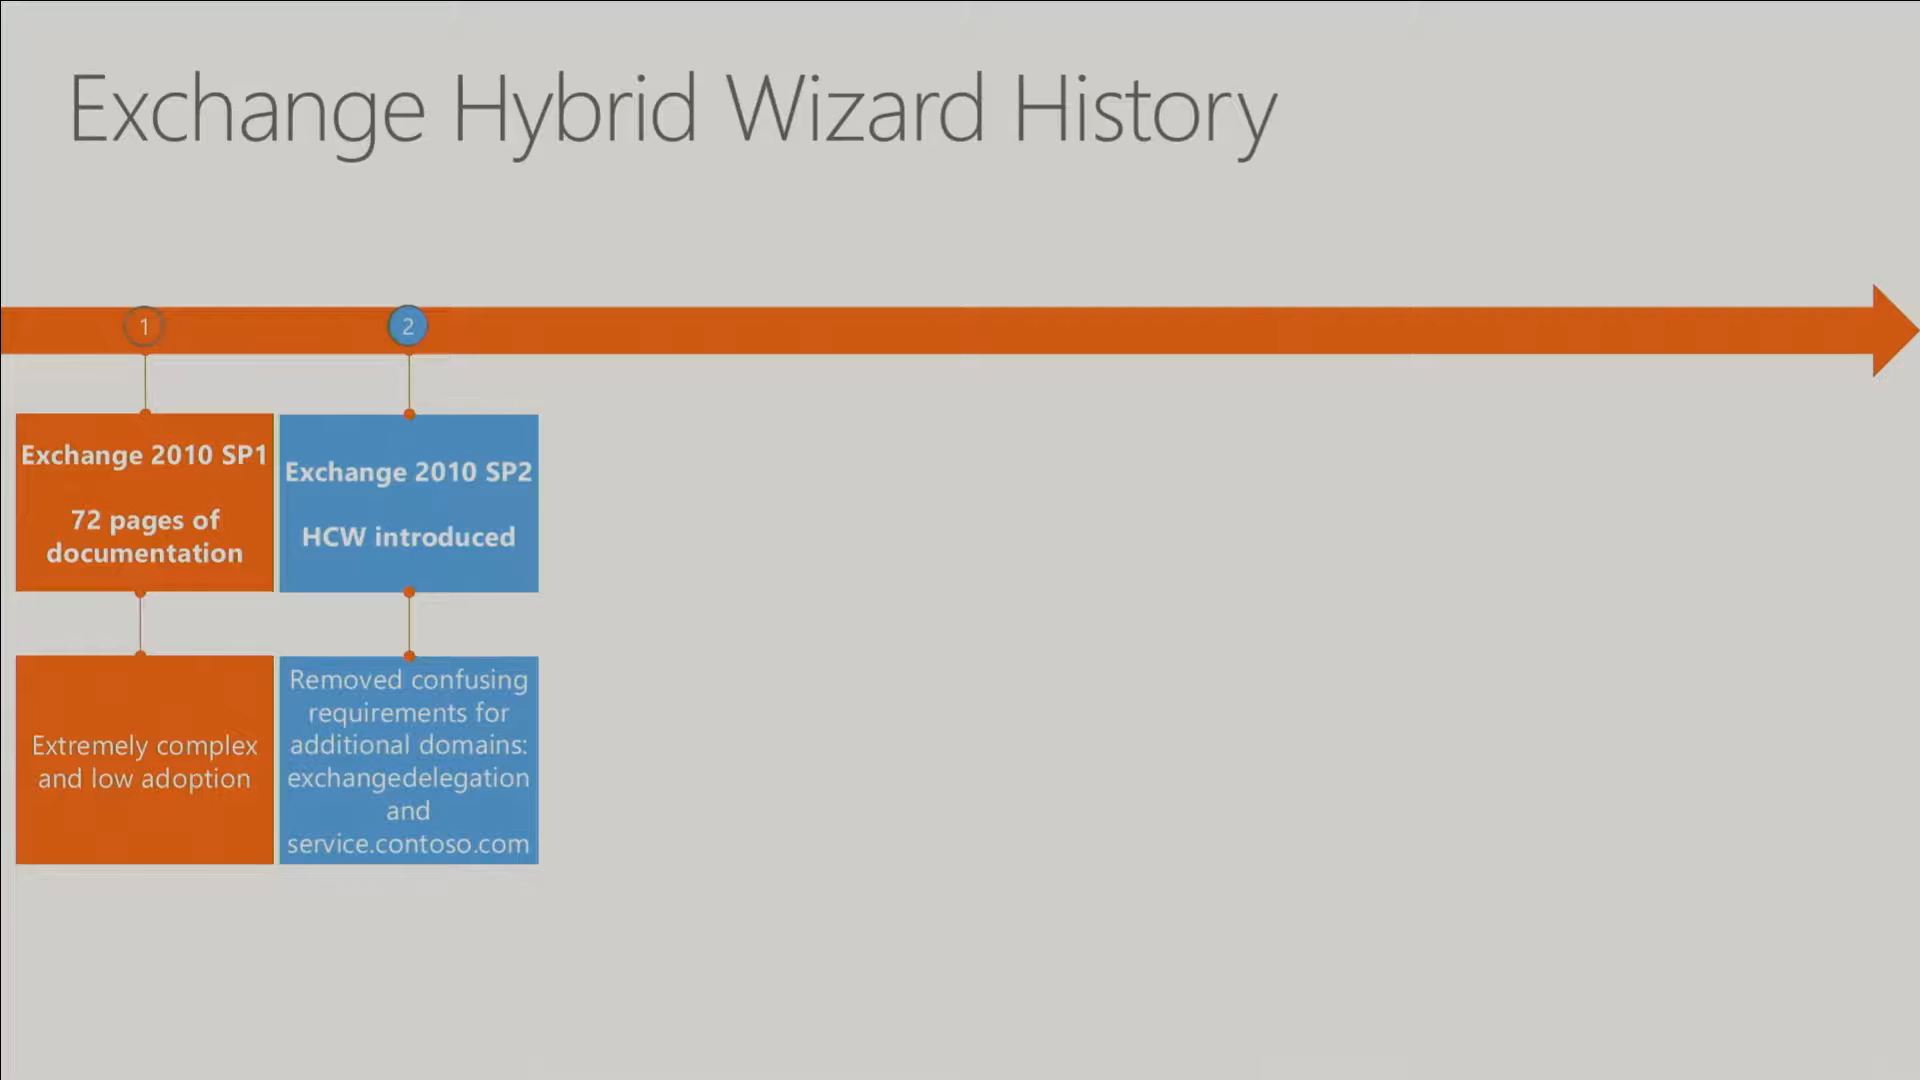 Exchange Hybrid Wizard History
1
2
Exchange 2010 SP1
72 pages of
documentation
Exchange 2010 SP2
HCW introduced
Extremely complex
and low adoption
Removed confusing
requirements for
additional domains:
exchangedelegation
and
service.contoso.com